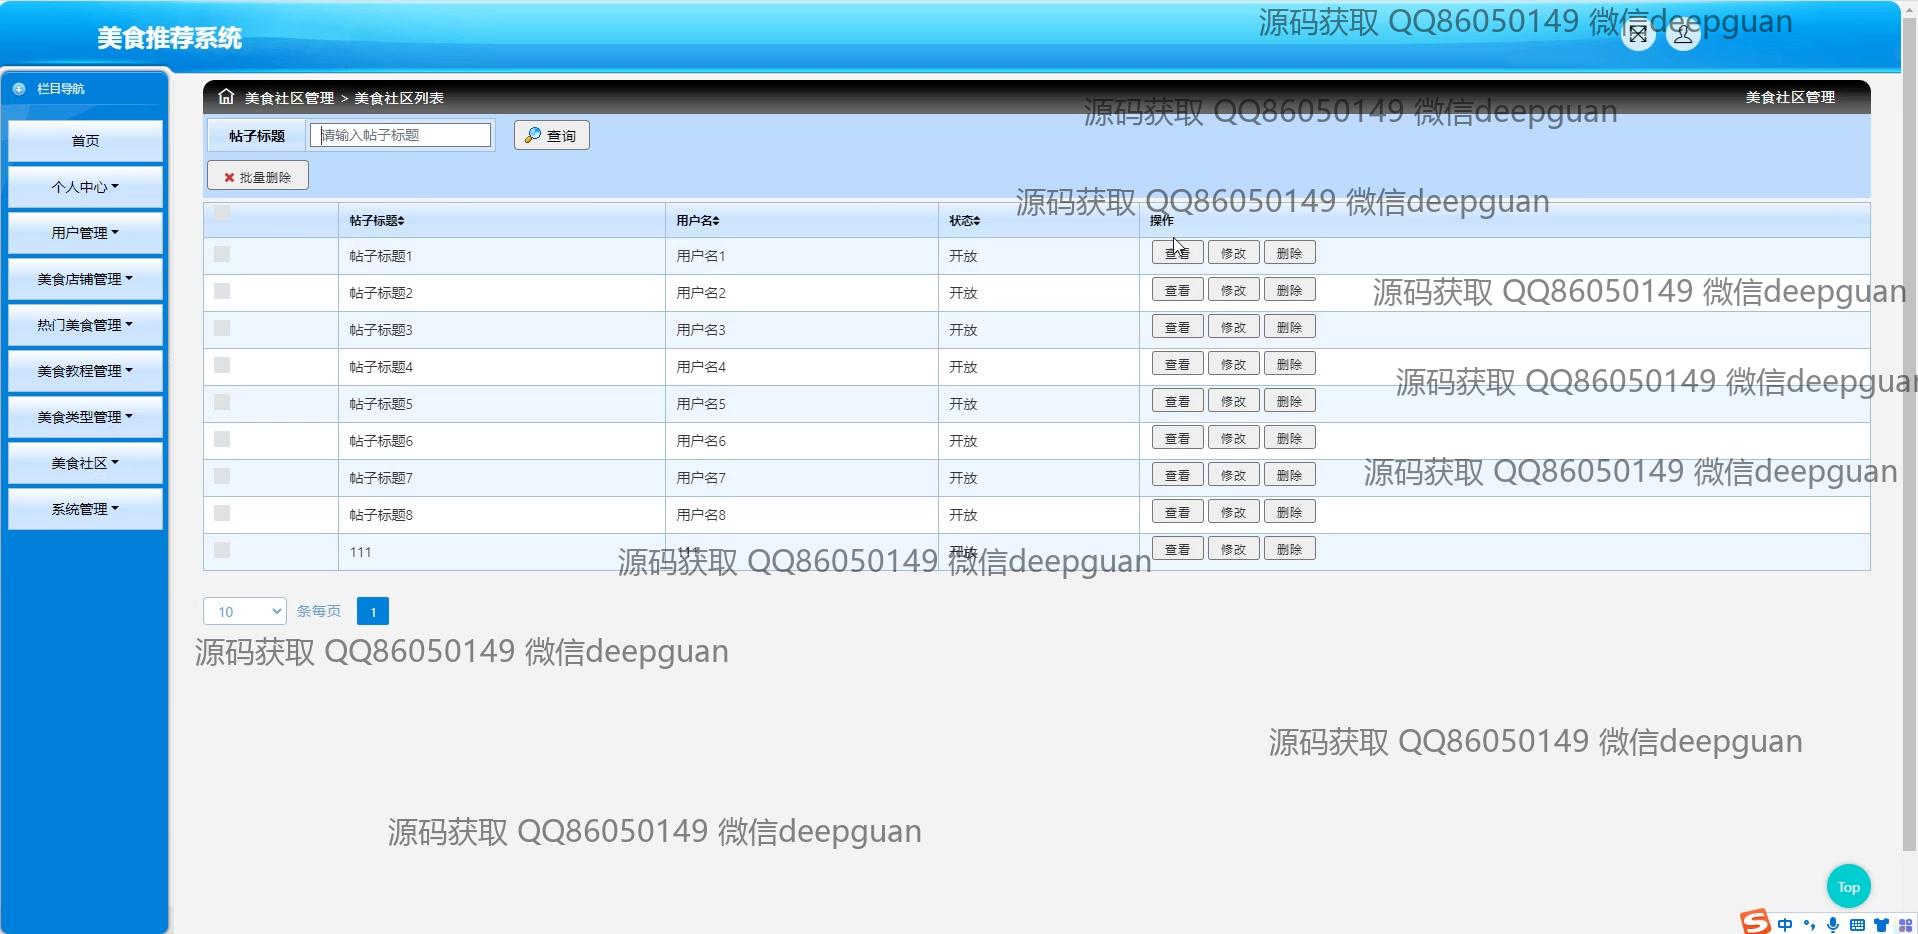 源码获取 QQ86050149 微信deepguan
美食推荐系统
栏目导航
美食社区管理 > 美食社区列表
美食社区管理
源码获取 QQ86050149 微信deepguan
首页
个人中心
用户管理
美食店铺管理
热门美食管理
美食教程管理
美食类型管理
美食社区
系统管理
帖子标题 请输入帖子标题 查询
批量删除
源码获取 QQ86050149 微信deepguan
帖子标题 用户名 状态 操作
帖子标题1 用户名1 开放 查看 修改 删除
帖子标题2 用户名2 开放 查看 修改 删除
源码获取 QQ86050149 微信deepguan
帖子标题3 用户名3 开放 查看 修改 删除
帖子标题4 用户名4 开放 查看 修改 删除
源码获取 QQ86050149 微信deepguan
帖子标题5 用户名5 开放 查看 修改 删除
帖子标题6 用户名6 开放 查看 修改 删除
帖子标题7 用户名7 开放 查看 修改 删除
源码获取 QQ86050149 微信deepguan
帖子标题8 用户名8 开放 查看 修改 删除
111 111 开放 查看 修改 删除
源码获取 QQ86050149 微信deepguan
10 条每页 1
源码获取 QQ86050149 微信deepguan
源码获取 QQ86050149 微信deepguan
源码获取 QQ86050149 微信deepguan
Top
S 中